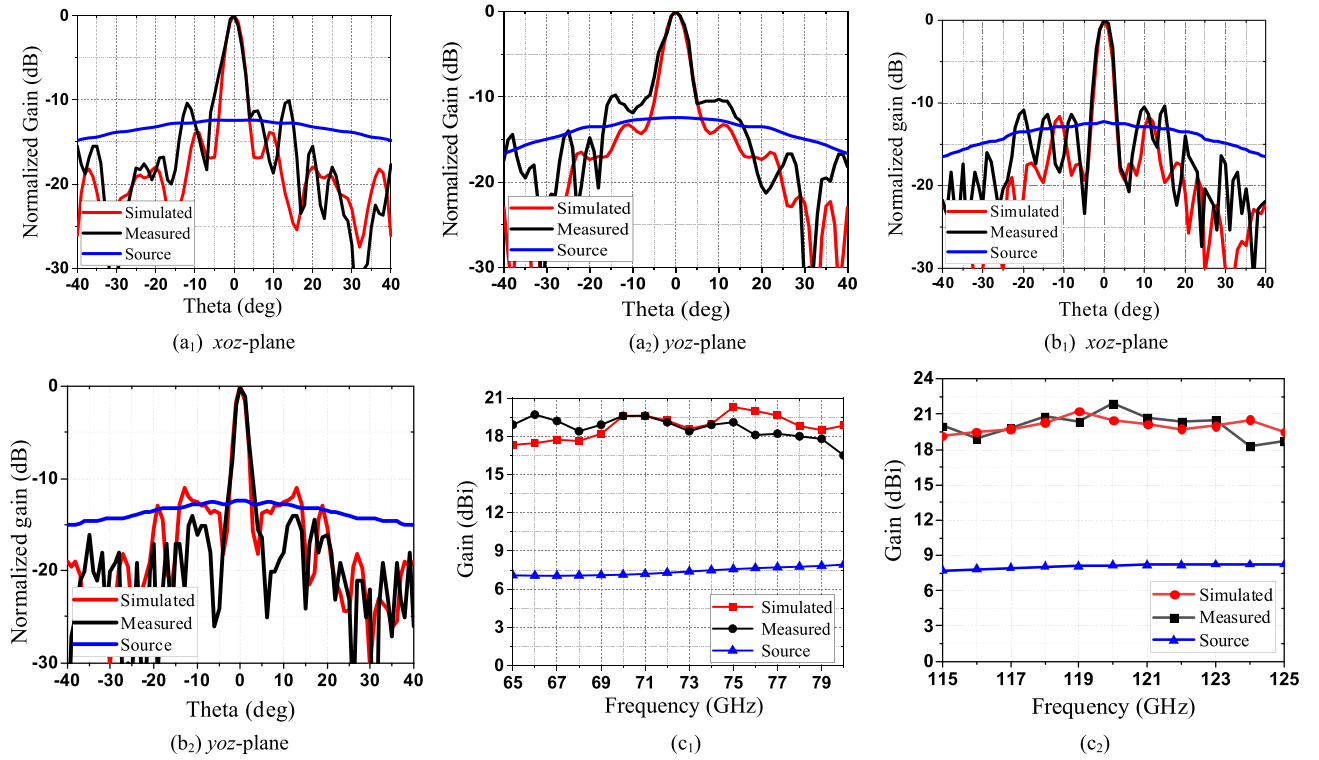 Normalized Gain (dB)
0
-10
-20
-30
Simulated
Measured
Source
-40 -30 -20 -10 0 10 20 30 40
Theta (deg)
(a1) xoz-plane
Normalized Gain (dB)
0
-10
-20
-30
Simulated
Measured
Source
-40 -30 -20 -10 0 10 20 30 40
Theta (deg)
(a2) yoz-plane
Normalized gain (dB)
0
-10
-20
-30
Simulated
Measured
Source
-40 -30 -20 -10 0 10 20 30 40
Theta (deg)
(b1) xoz-plane
Normalized gain (dB)
0
-10
-20
-30
Simulated
Measured
Source
-40 -30 -20 -10 0 10 20 30 40
Theta (deg)
(b2) yoz-plane
Gain (dBi)
21
18
15
12
9
6
3
0
Simulated
Measured
Source
65 67 69 71 73 75 77 79
Frequency (GHz)
(c1)
Gain (dBi)
24
21
18
15
12
9
6
3
0
Simulated
Measured
Source
115 117 119 121 123 125
Frequency (GHz)
(c2)